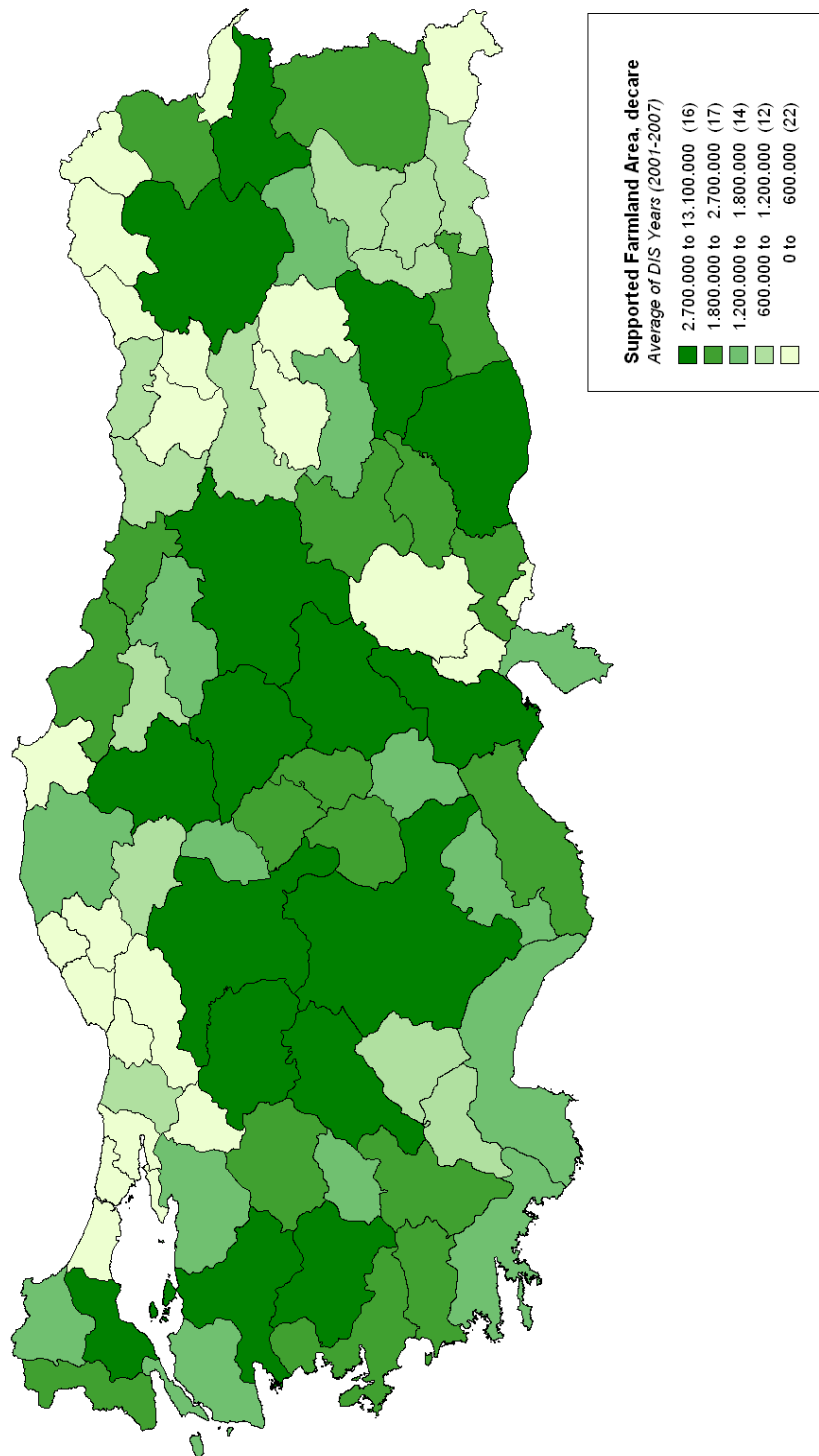 Supported Farmland Area, decare
Average of DIS Years (2001-2007)
2.700.000 to 13.100.000 (16)
1.800.000 to 2.700.000 (17)
1.200.000 to 1.800.000 (14)
600.000 to 1.200.000 (12)
0 to 600.000 (22)